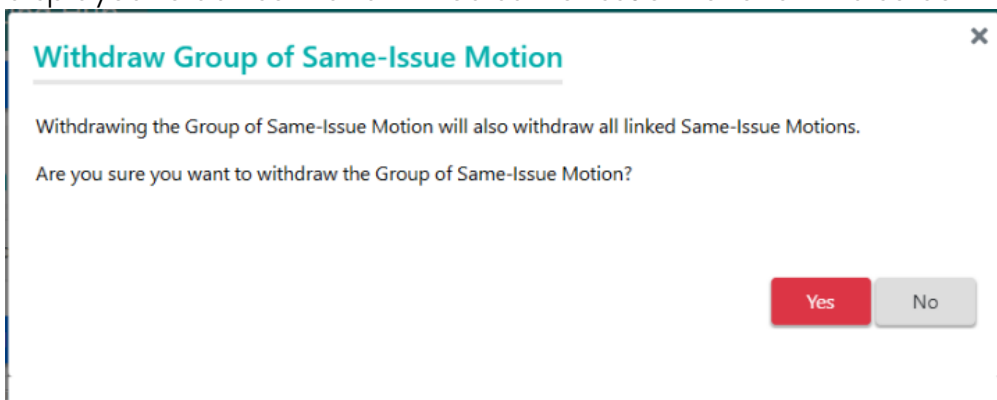 Withdraw Group of Same-Issue Motion
Withdrawing the Group of Same-Issue Motion will also withdraw all linked Same-Issue Motions.
Are you sure you want to withdraw the Group of Same-Issue Motion?
Yes No